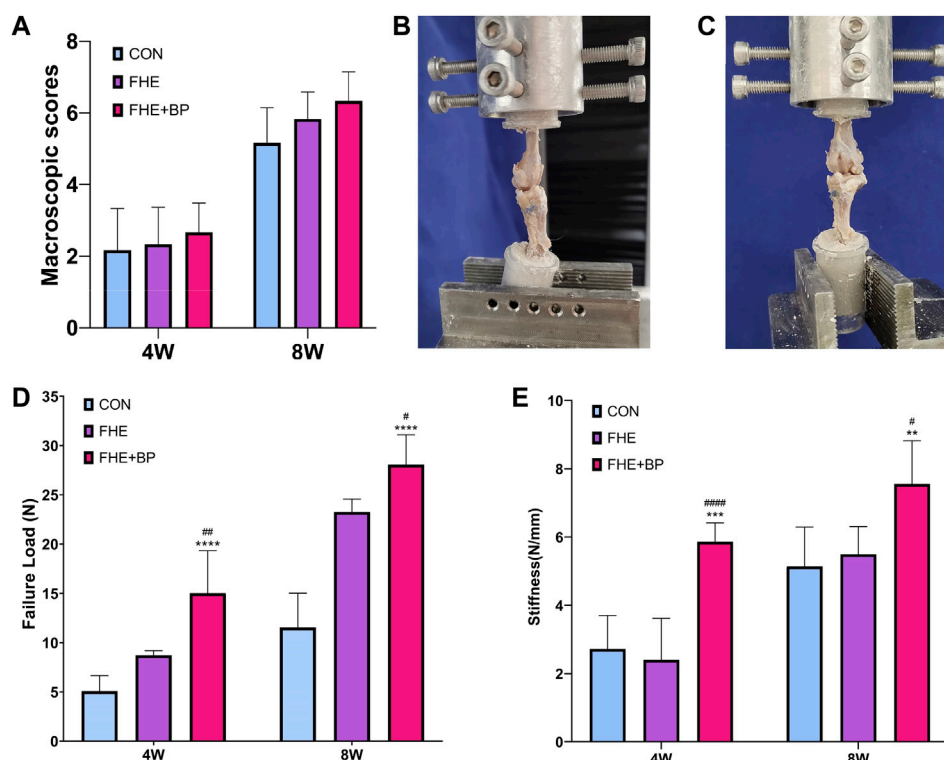 A
Macroscopic scores
8
6
4
2
0
CON
FHE
FHE+BP
4W
8W
B
C
D
Failure Load (N)
35
30
25
20
15
10
5
0
CON
FHE
FHE+BP
##
****
#
****
4W
8W
E
Stiffness(N/mm)
10
8
6
4
2
0
CON
FHE
FHE+BP
####
***
#
**
4W
8W